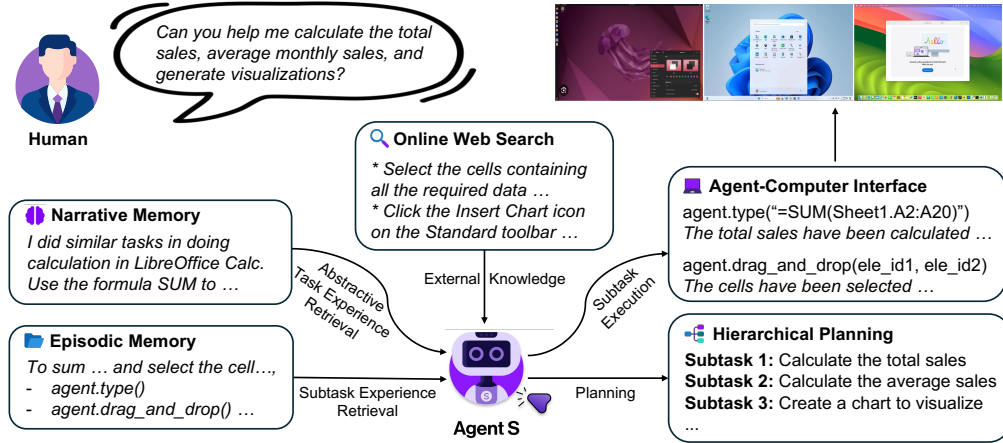 Can you help me calculate the total
sales, average monthly sales, and
generate visualizations?
Human
Online Web Search
* Select the cells containing
all the required data …
* Click the Insert Chart icon
on the Standard toolbar …
Narrative Memory
I did similar tasks in doing
calculation in LibreOffice Calc.
Use the formula SUM to …
Episodic Memory
To sum … and select the cell…,
- agent.type()
- agent.drag_and_drop() …
Abstractive
Task Experience
Retrieval
External Knowledge
Subtask
Execution
Subtask Experience
Retrieval
Planning
S
Agent S
Agent-Computer Interface
agent.type(“=SUM(Sheet1.A2:A20)”)
The total sales have been calculated …
agent.drag_and_drop(ele_id1, ele_id2)
The cells have been selected …
Hierarchical Planning
Subtask 1: Calculate the total sales
Subtask 2: Calculate the average sales
Subtask 3: Create a chart to visualize
...